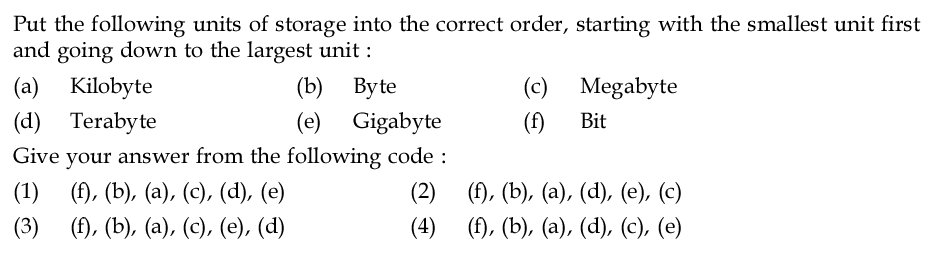 Put the following units of storage into the correct order, starting with the smallest unit first
and going down to the largest unit :
(a) Kilobyte (b) Byte (c) Megabyte
(d) Terabyte (e) Gigabyte (f) Bit
Give your answer from the following code :
(1) (f), (b), (a), (c), (d), (e) (2) (f), (b), (a), (d), (e), (c)
(3) (f), (b), (a), (c), (e), (d) (4) (f), (b), (a), (d), (c), (e)